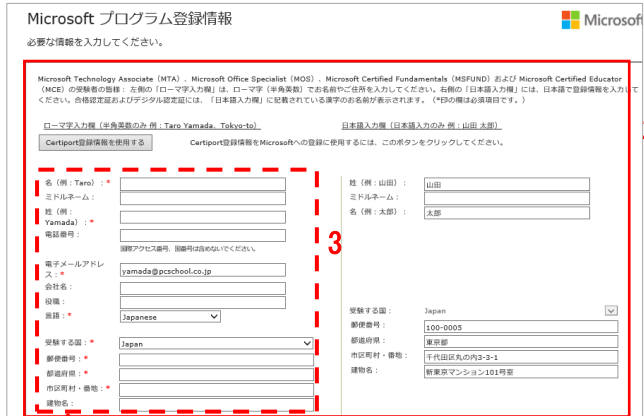 Microsoft プログラム登録情報
Microsoft
必要な情報を入力してください。
Microsoft Technology Associate（MTA）、Microsoft Office Specialist（MOS）、Microsoft Certified Fundamentals（MSFUND）および Microsoft Certified Educator
（MCE）の受験者の皆様： 左側の「ローマ字入力欄」は、ローマ字（半角英数）でお名前やご住所を入力してください。右側の「日本語入力欄」には、日本語で登録情報を入力して
ください。合格認定証およびデジタル認定証には、「日本語入力欄」に記載されている漢字のお名前が表示されます。（*印の欄は必須項目です。）
ローマ字入力欄（半角英数のみ 例：Taro Yamada、Tokyo-to）
日本語入力欄（日本語入力のみ 例：山田 太郎）
Certiport登録情報を使用する
Certiport登録情報をMicrosoftへの登録に使用するには、このボタンをクリックしてください。
名（例：Taro）：*
ミドルネーム：
姓（例：
Yamada）：*
電話番号：
国際アクセス番号、国番号は含めないでください。
電子メールアドレ
ス：*
yamada@pcschool.co.jp
会社名：
役職：
言語：*
Japanese
受験する国：*
Japan
郵便番号：*
都道府県：*
市区町村・番地：*
建物名：
3
姓（例：山田）：
山田
ミドルネーム：
名（例：太郎）：
太郎
受験する国：
Japan
郵便番号：
100-0005
都道府県：
東京都
市区町村・番地：
千代田区丸の内3-3-1
建物名：
新東京マンション101号室